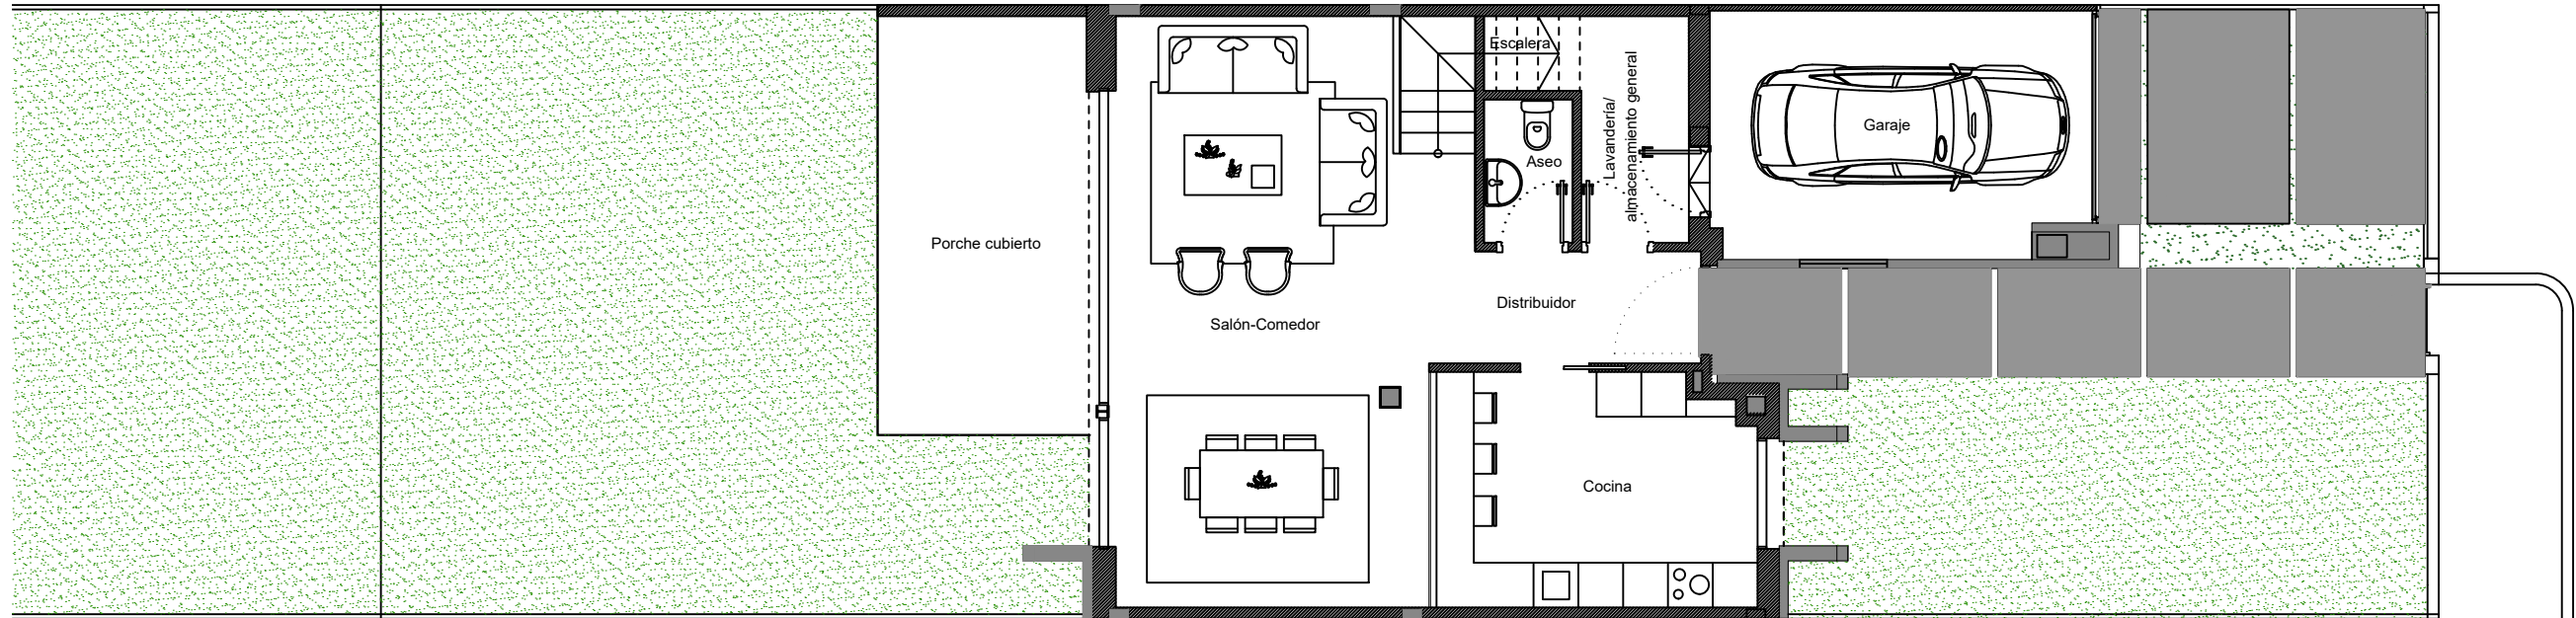 Escalera
Lavandería/
almacenamiento general
Garaje
Aseo
Porche cubierto
Distribuidor
Salón-Comedor
Cocina